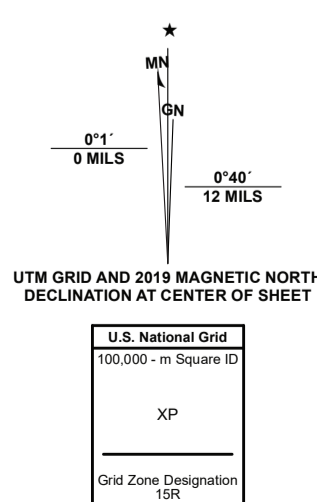 ★
MN
GN
0°1´
0 MILS
0°40´
12 MILS
UTM GRID AND 2019 MAGNETIC NORTH
DECLINATION AT CENTER OF SHEET
U.S. National Grid
100,000 - m Square ID
XP
Grid Zone Designation
15R